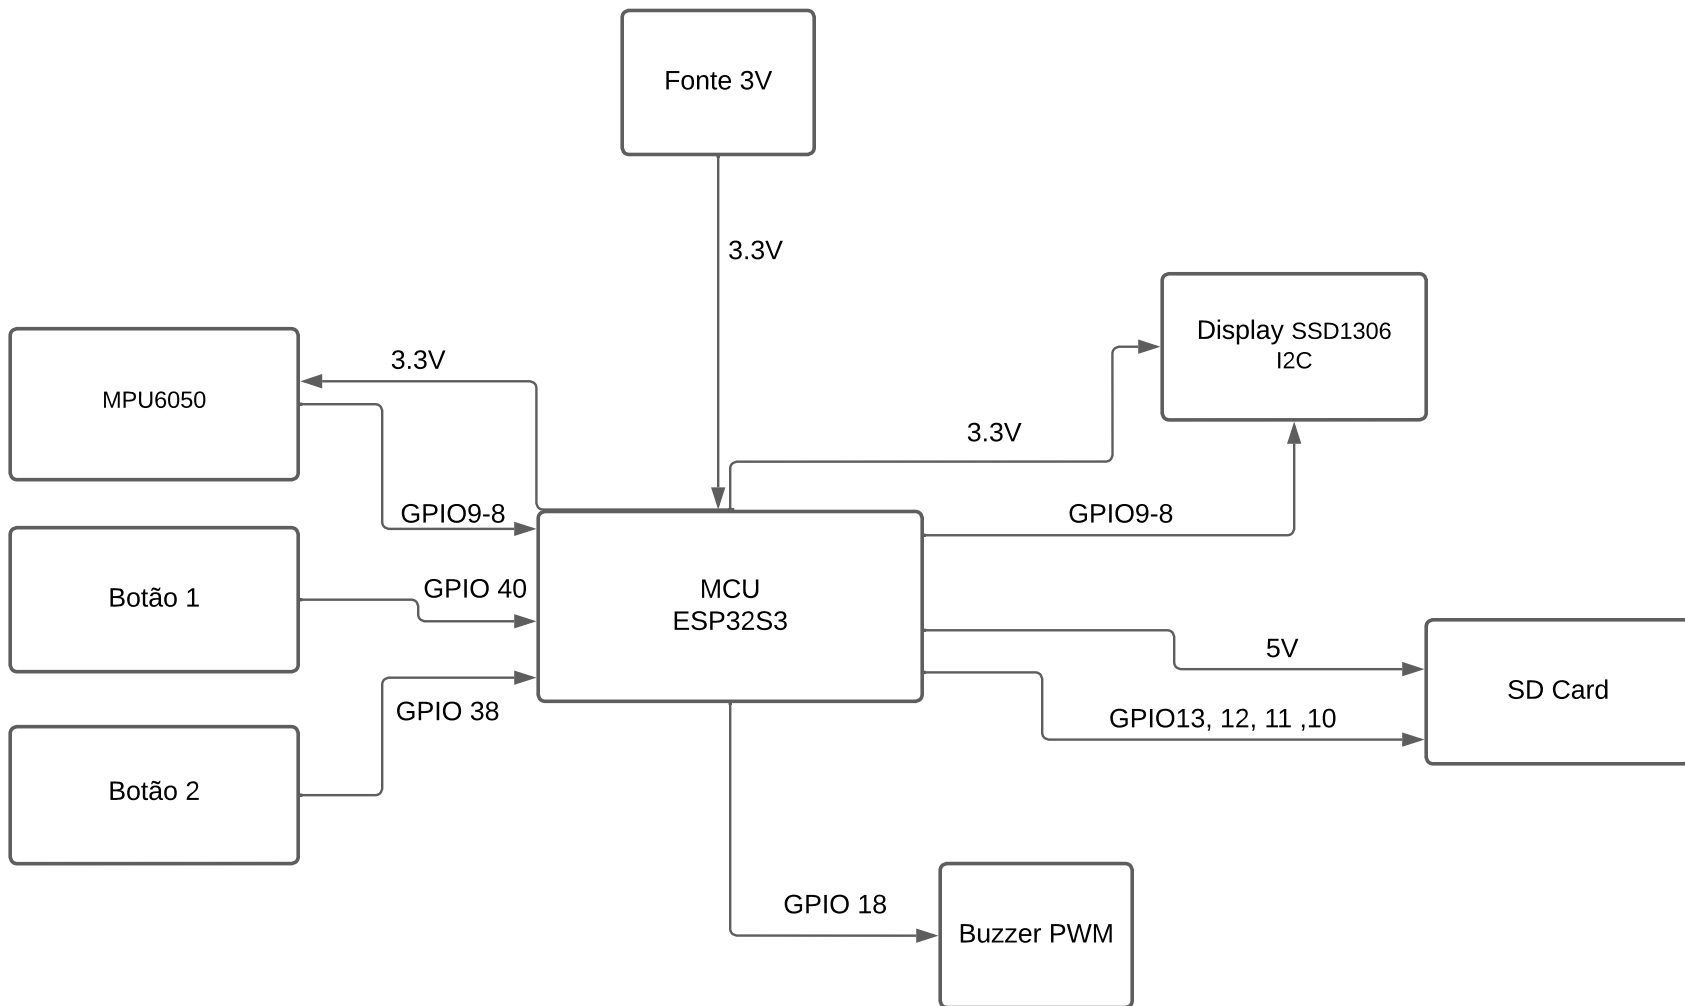 Fonte 3V
3.3V
Display SSD1306
I2C
3.3V
MPU6050
3.3V
GPIO9-8
GPIO9-8
GPIO 40
MCU
ESP32S3
Botão 1
5V
SD Card
GPIO 38
GPIO13, 12, 11 ,10
Botão 2
GPIO 18
Buzzer PWM